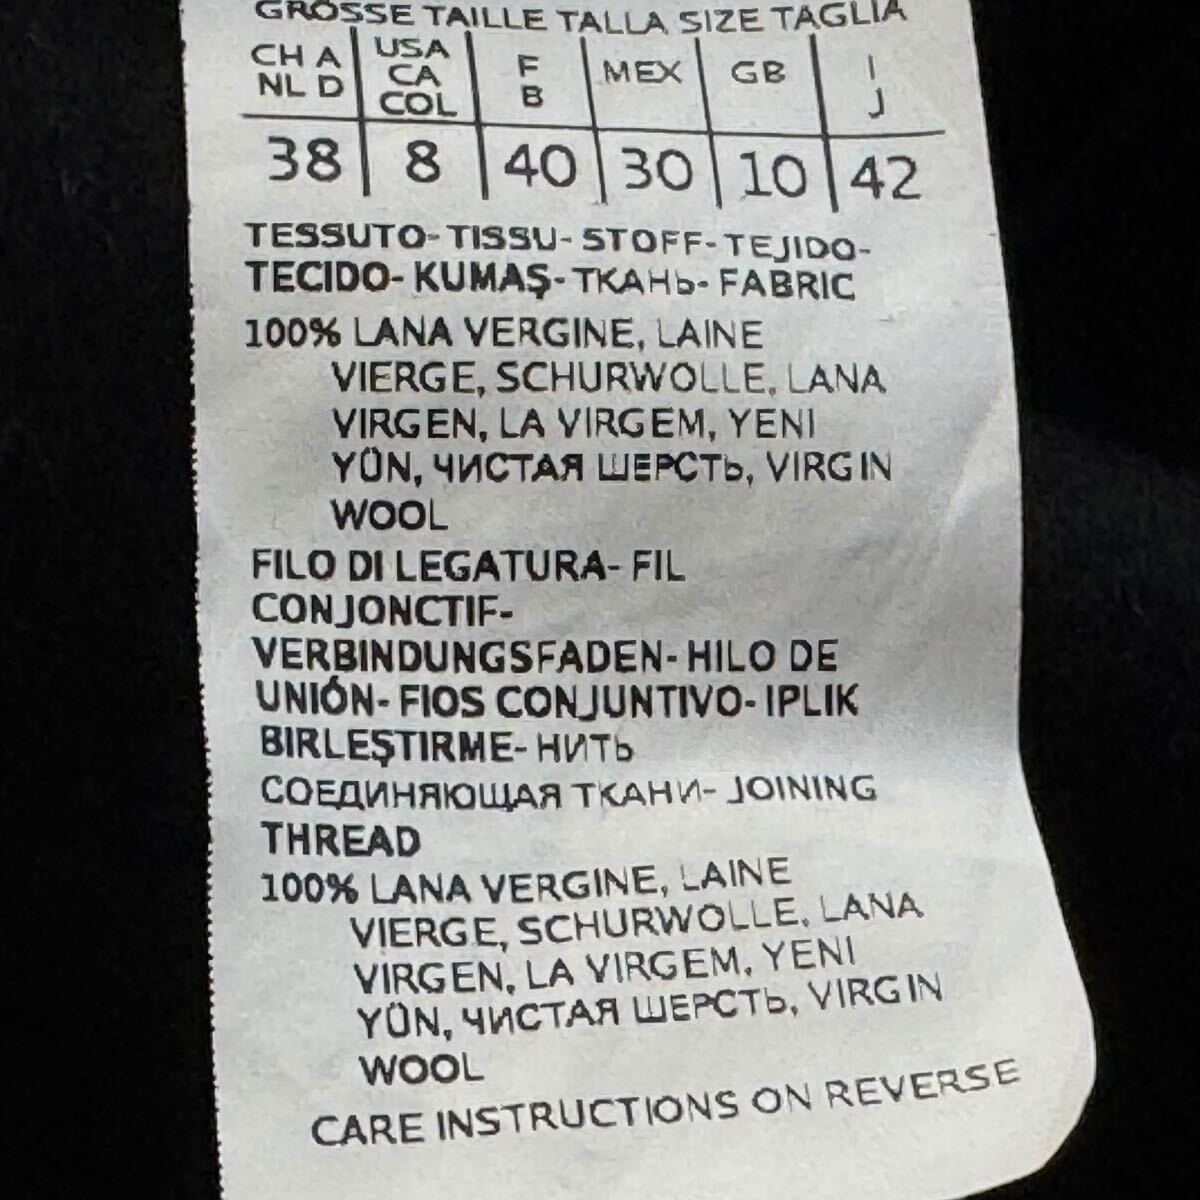 GRÖSSE TAILLE TALLA SIZE TAGLIA
CH A NL D | USA CA COL | F B | MEX | GB | I J
38 | 8 | 40 | 30 | 10 | 42
TESSUTO- TISSU- STOFF- TEJIDO-
TECIDO- KUMAŞ- ТКАНЬ- FABRIC
100% LANA VERGINE, LAINE
VIERGE, SCHURWOLLE, LANA
VIRGEN, LA VIRGEM, YENI
YÜN, ЧИСТАЯ ШЕРСТЬ, VIRGIN
WOOL
FILO DI LEGATURA- FIL
CONJONCTIF-
VERBINDUNGSFADEN- HILO DE
UNIÓN- FIOS CONJUNTIVO- IPLIK
BIRLEŞTIRME- НИТЬ
СОЕДИНЯЮЩАЯ ТКАНИ- JOINING
THREAD
100% LANA VERGINE, LAINE
VIERGE, SCHURWOLLE, LANA
VIRGEN, LA VIRGEM, YENI
YÜN, ЧИСТАЯ ШЕРСТЬ, VIRGIN
WOOL
CARE INSTRUCTIONS ON REVERSE